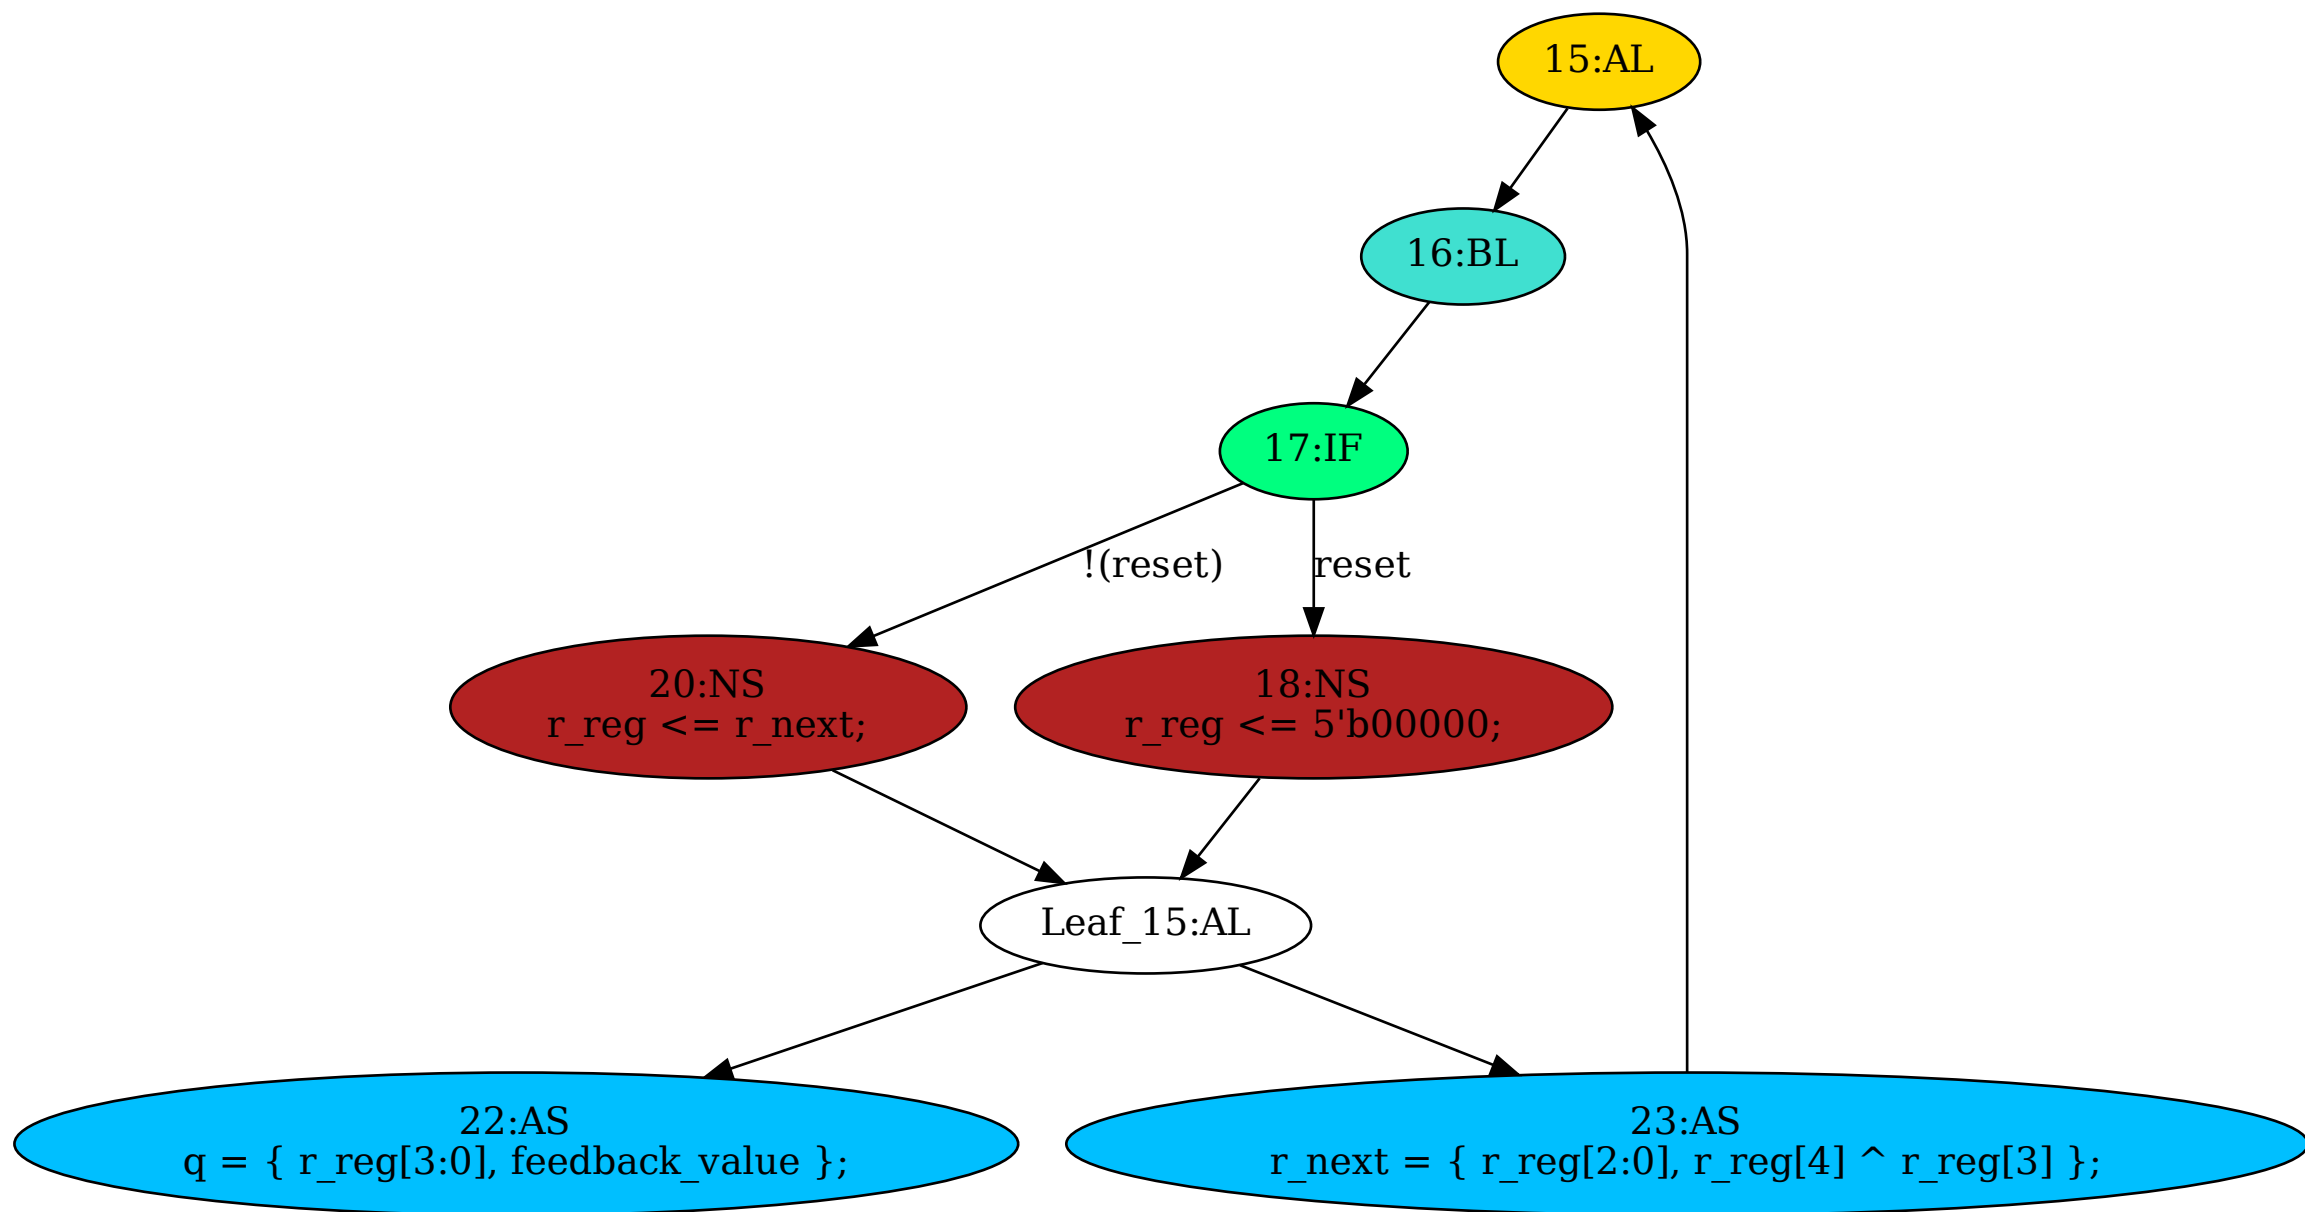 15:AL
16:BL
17:IF
!(reset)
reset
20:NS
r_reg <= r_next;
18:NS
r_reg <= 5'b00000;
Leaf_15:AL
22:AS
q = { r_reg[3:0], feedback_value };
23:AS
r_next = { r_reg[2:0], r_reg[4] ^ r_reg[3] };